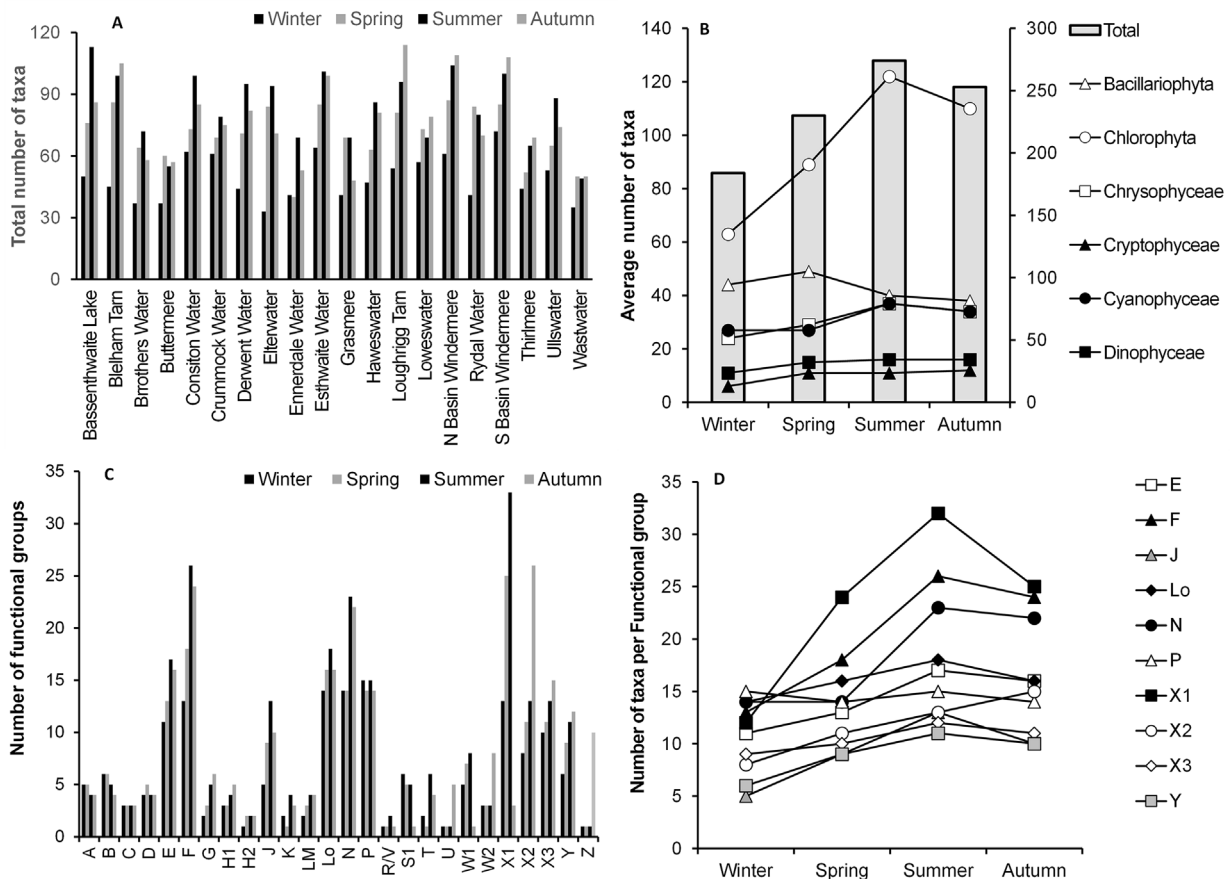 A
Winter
Spring
Summer
Autumn
Total number of taxa
120
90
60
30
0
Bassenthwaite Lake
Blelham Tarn
Brrothers Water
Buttermere
Consiton Water
Crummock Water
Derwent Water
Elterwater
Ennerdale Water
Esthwaite Water
Grasmere
Haweswater
Loughrigg Tam
Loweswater
N Basin Windermere
Rydal Water
S Basin Windermere
Thirlmere
Ullswater
Wastwater
B
Average number of taxa
140
120
100
80
60
40
20
0
300
250
200
150
100
50
0
Winter
Spring
Summer
Autumn
Total
Bacillariophyta
Chlorophyta
Chrysophyceae
Cryptophyceae
Cyanophyceae
Dinophyceae
C
Winter
Spring
Summer
Autumn
Number of functional groups
35
30
25
20
15
10
5
0
A
B
C
D
E
F
G
H1
H2
J
K
LM
Lo
N
P
R/V
S1
T
U
W1
W2
X1
X2
X3
Y
Z
D
Number of taxa per Functional group
35
30
25
20
15
10
5
0
Winter
Spring
Summer
Autumn
E
F
J
Lo
N
P
X1
X2
X3
Y